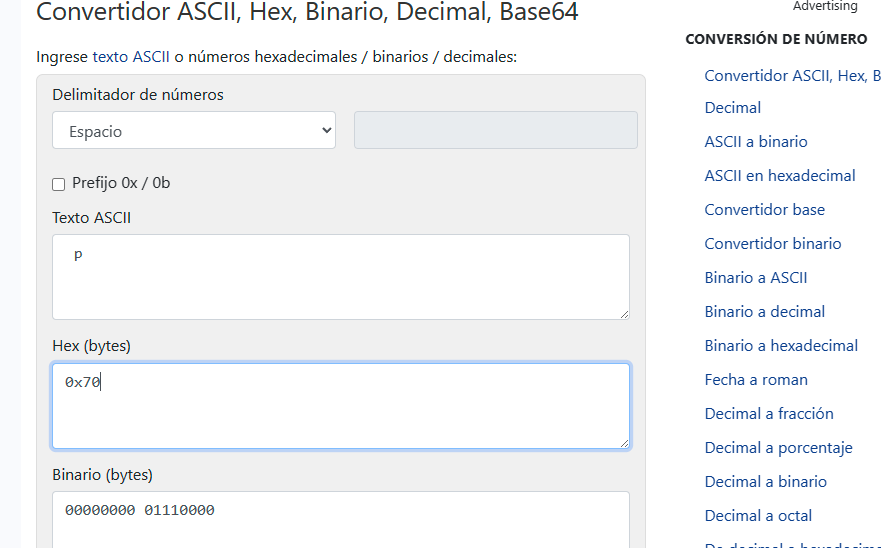 Convertidor ASCII, Hex, Binario, Decimal, Base64
Ingrese texto ASCII o números hexadecimales / binarios / decimales:
Delimitador de números
Espacio
Prefijo 0x / 0b
Texto ASCII
p
Hex (bytes)
0x70
Binario (bytes)
00000000 01110000
Advertising
CONVERSIÓN DE NÚMERO
Convertidor ASCII, Hex, B
Decimal
ASCII a binario
ASCII en hexadecimal
Convertidor base
Convertidor binario
Binario a ASCII
Binario a decimal
Binario a hexadecimal
Fecha a roman
Decimal a fracción
Decimal a porcentaje
Decimal a binario
Decimal a octal